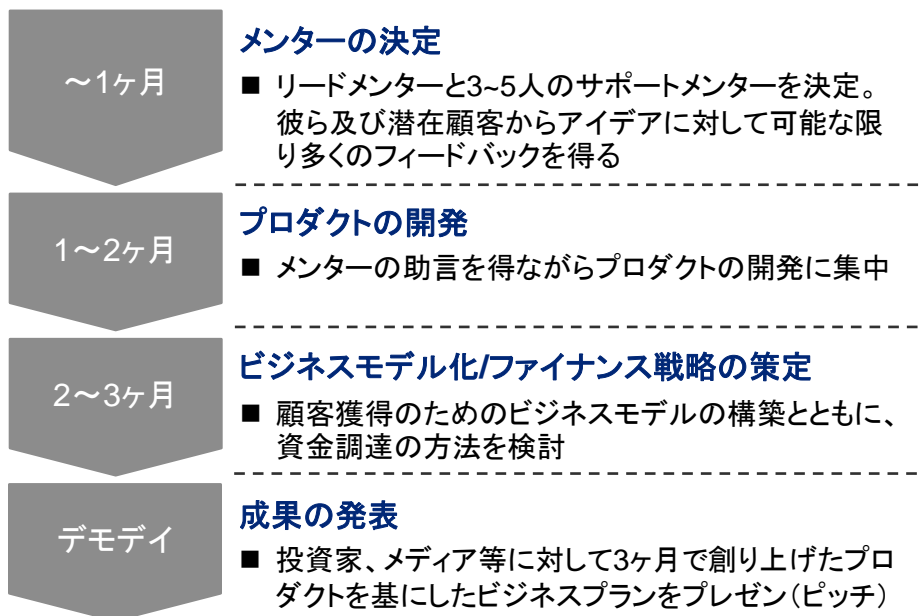 ～1ヶ月
メンターの決定
■ リードメンターと3~5人のサポートメンターを決定。
彼ら及び潜在顧客からアイデアに対して可能な限
り多くのフィードバックを得る
1～2ヶ月
プロダクトの開発
■ メンターの助言を得ながらプロダクトの開発に集中
2～3ヶ月
ビジネスモデル化/ファイナンス戦略の策定
■ 顧客獲得のためのビジネスモデルの構築とともに、
資金調達の方法を検討
デモデイ
成果の発表
■ 投資家、メディア等に対して3ヶ月で創り上げたプロ
ダクトを基にしたビジネスプランをプレゼン（ピッチ）